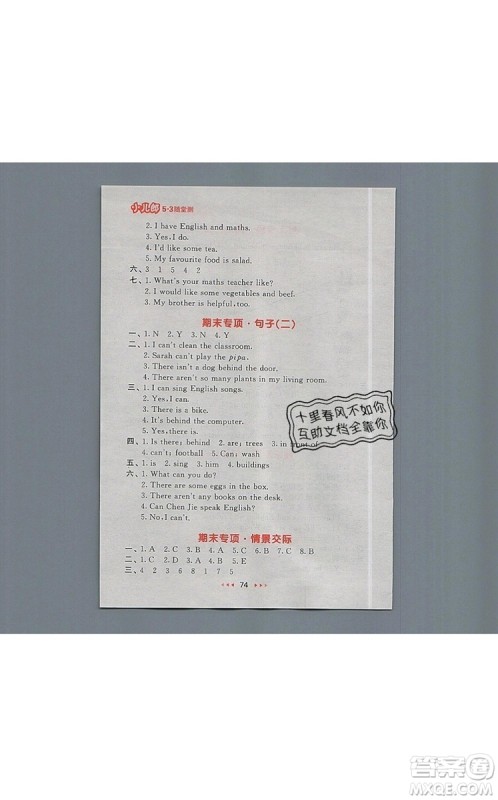 小儿郎 5·3随堂测
2. I have English and maths.
3. Yes, I do.
4. I'd like some tea.
5. My favourite food is salad.
六、3 1 5 4 2
七、1. What's your maths teacher like?
2. I would like some vegetables and beef.
3. My brother is helpful, too.
期末专项·句子(二)
一、1. N 2. Y 3. N 4. Y
二、1. I can't clean the classroom.
2. Sarah can't play the pipa.
3. There isn't a dog behind the door.
4. There aren't so many plants in my living room.
三、1. I can sing English songs.
2. Yes, I can.
3. There is a bike.
4. It's behind the computer.
5. Yes, there is.
四、1. Is there; behind 2. are; trees 3. in front of
4. can't; football 5. Can; wash
五、1. is 2. sing 3. him 4. buildings
六、1. What can you do?
2. There are some eggs in the box.
3. There aren't any books on the desk.
4. Can Chen Jie speak English?
5. No, I can't.
期末专项·情景交际
一、1. A 2. C 3. B 4. A 5. C
二、1. C 2. D 3. A 4. B 5. E
三、4 2 3 8 1 5 7 6
74
十里春风不如你
互助文档全靠你
答案圈
MXQE.COM